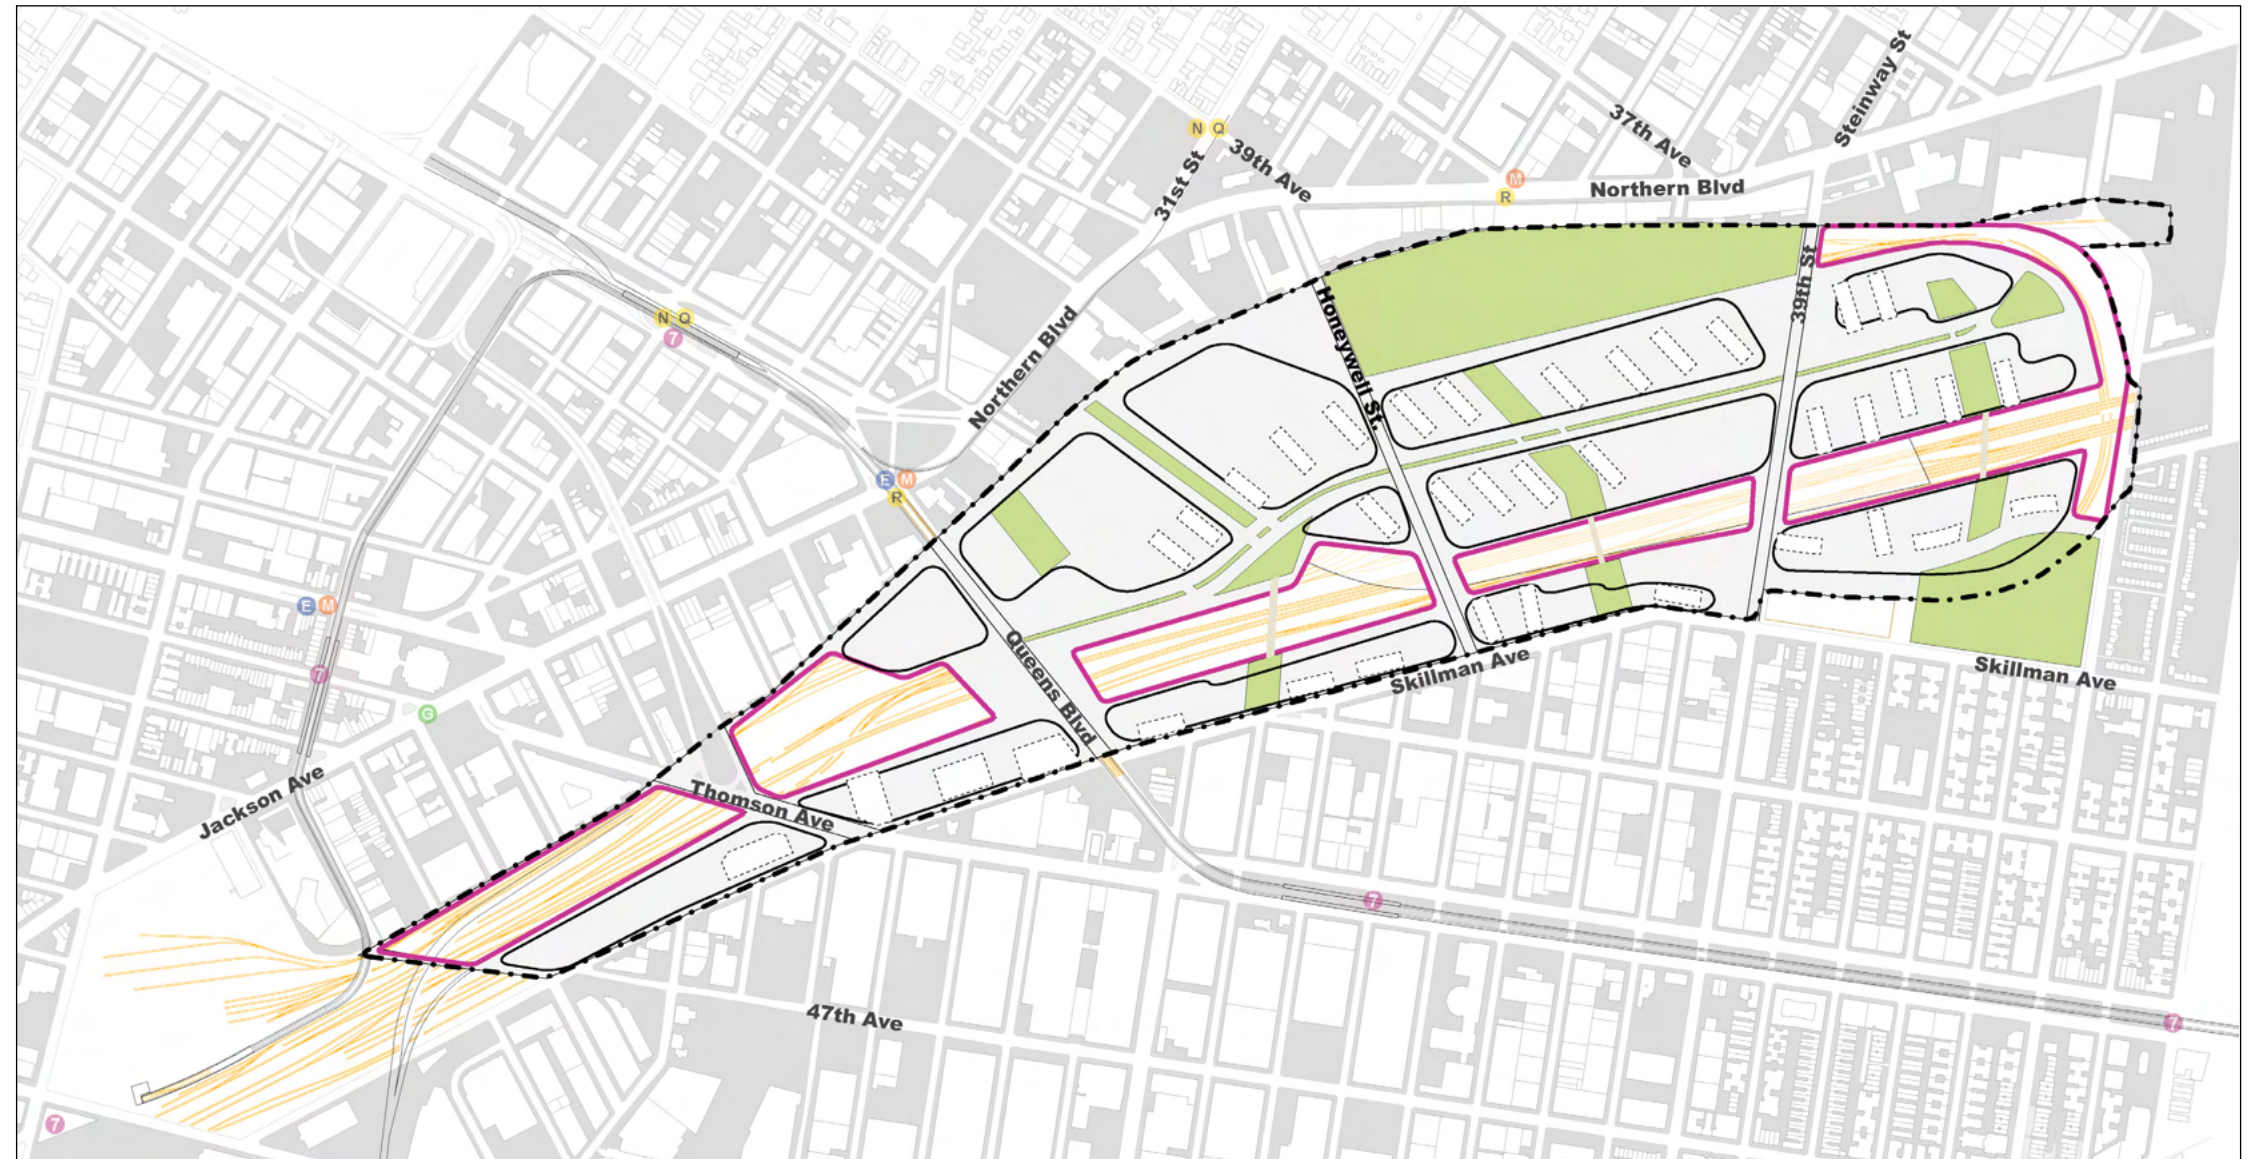 Steinway St
37th Ave
N Q
39th Ave
31st St
M
R
Northern Blvd
39th St
Honeywell St.
N Q
7
Northern Blvd
E M
R
E M
7
G
Queens Blvd
Skillman Ave
Skillman Ave
Jackson Ave
Thomson Ave
7
47th Ave
7
7